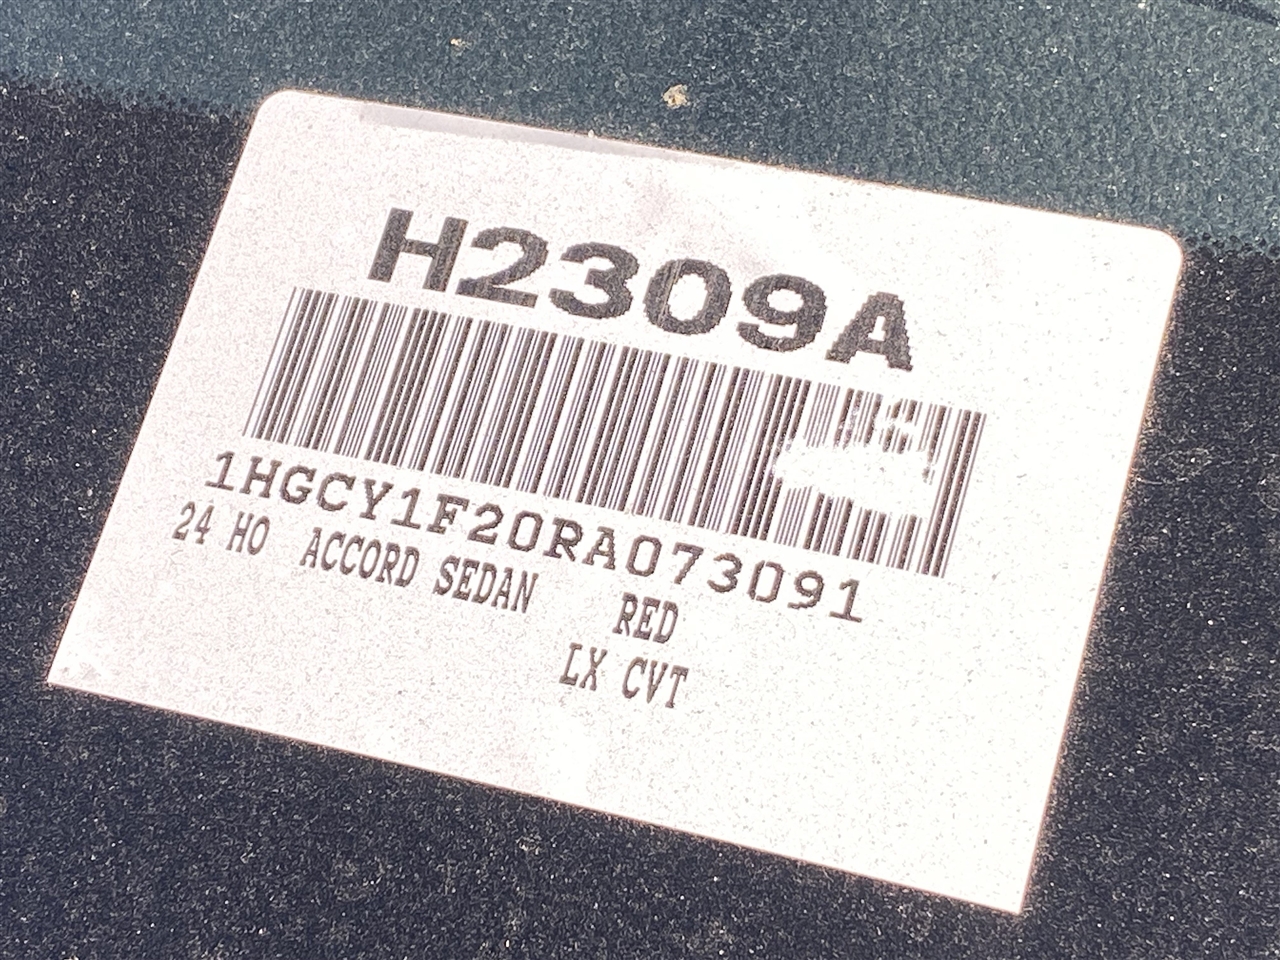 H2309A
1HGCY1F20RA073091
24 HO ACCORD SEDAN RED
LX CVT